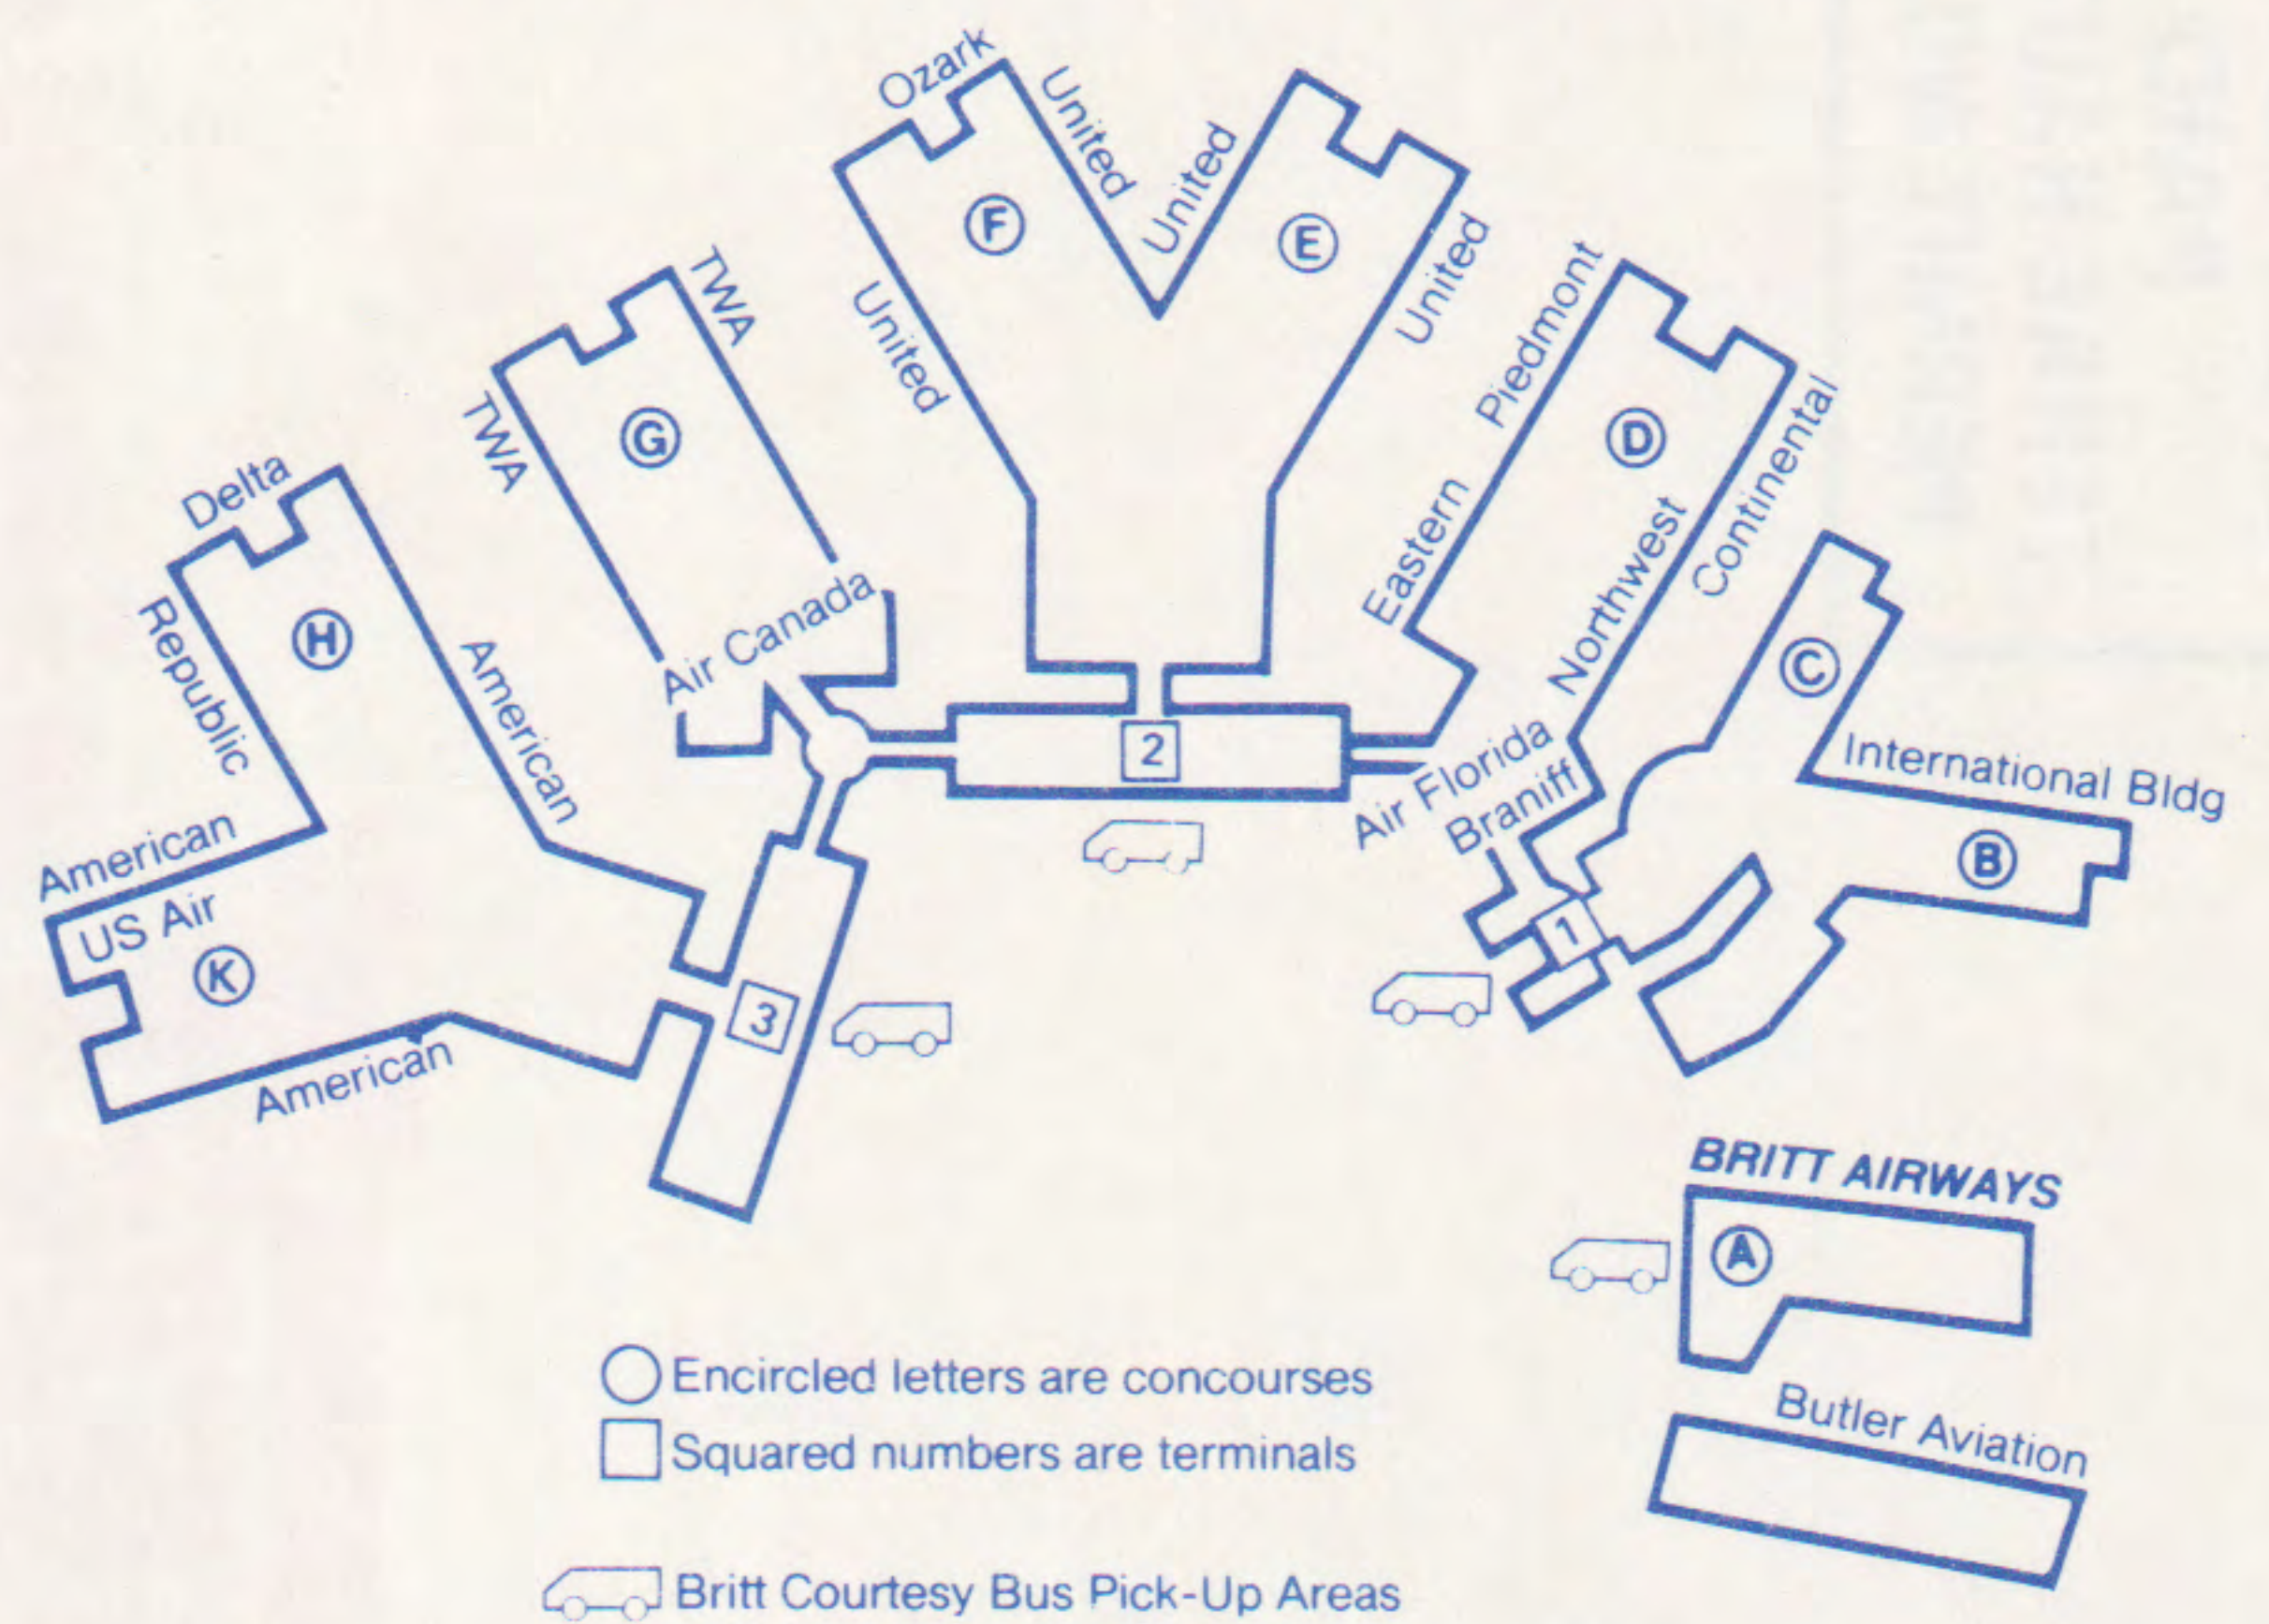 Ozark
United
United
F
E
United
United
Piedmont
Eastern
D
Continental
Northwest
TWA
TWA
G
Air Canada
Delta
H
Republic
American
American
US Air
K
American
2
3
C
International Bldg
B
Air Florida
Braniff
1
BRITT AIRWAYS
A
Butler Aviation
Encircled letters are concourses
Squared numbers are terminals
Britt Courtesy Bus Pick-Up Areas